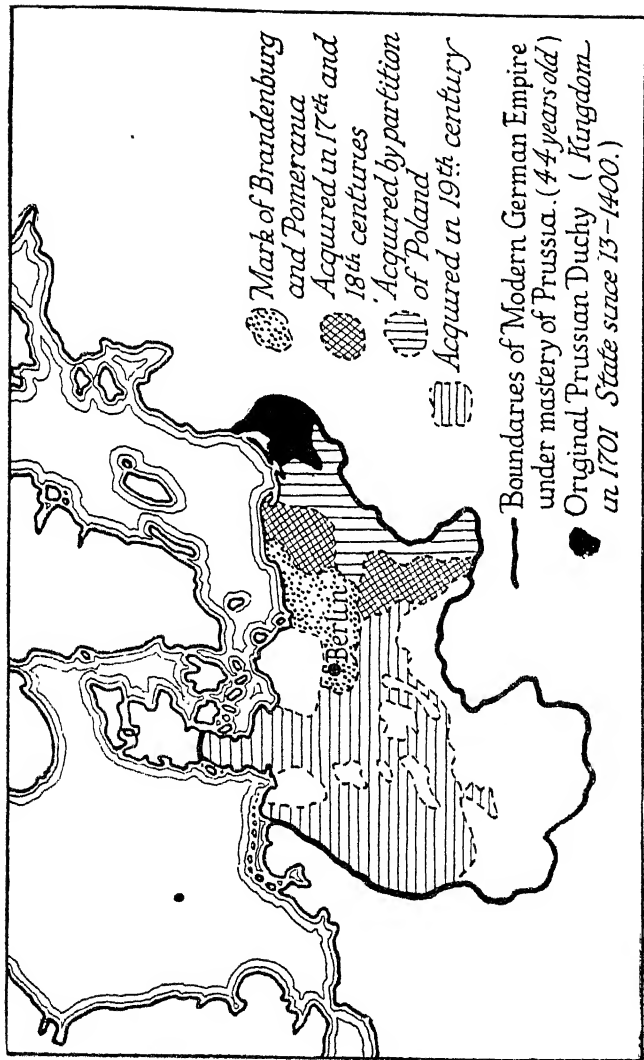 Mark of Brandenburg
and Pomerania
Acquired in 17th and
18th centuries
Acquired by partition
of Poland
Acquired in 19th century
Boundaries of Modern German Empire
under mastery of Prussia. (44 years old)
Original Prussian Duchy ( Kingdom
in 1701 State since 13-1400.)
Berlin